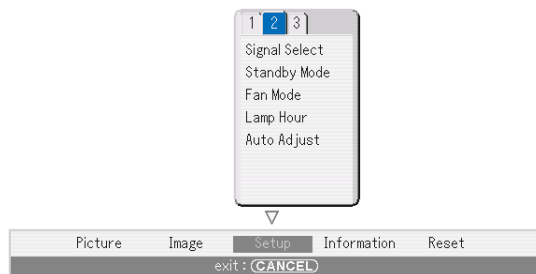 1 2 3
Signal Select
Standby Mode
Fan Mode
Lamp Hour
Auto Adjust
Picture Image Setup Information Reset
exit : CANCEL